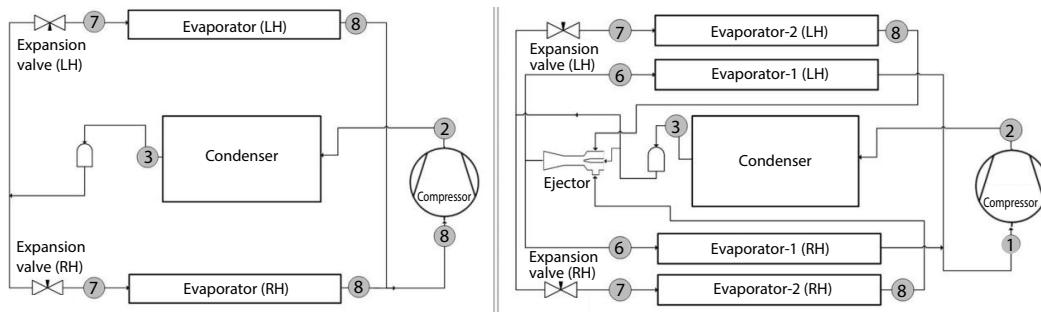 7
Evaporator (LH)
8
Expansion
valve (LH)
2
3
Condenser
Compressor
8
Expansion
valve (RH)
7
Evaporator (RH)
8
7
Evaporator-2 (LH)
8
Expansion
valve (LH)
6
Evaporator-1 (LH)
3
2
Condenser
Ejector
Compressor
6
Evaporator-1 (RH)
1
Expansion
valve (RH)
7
Evaporator-2 (RH)
8